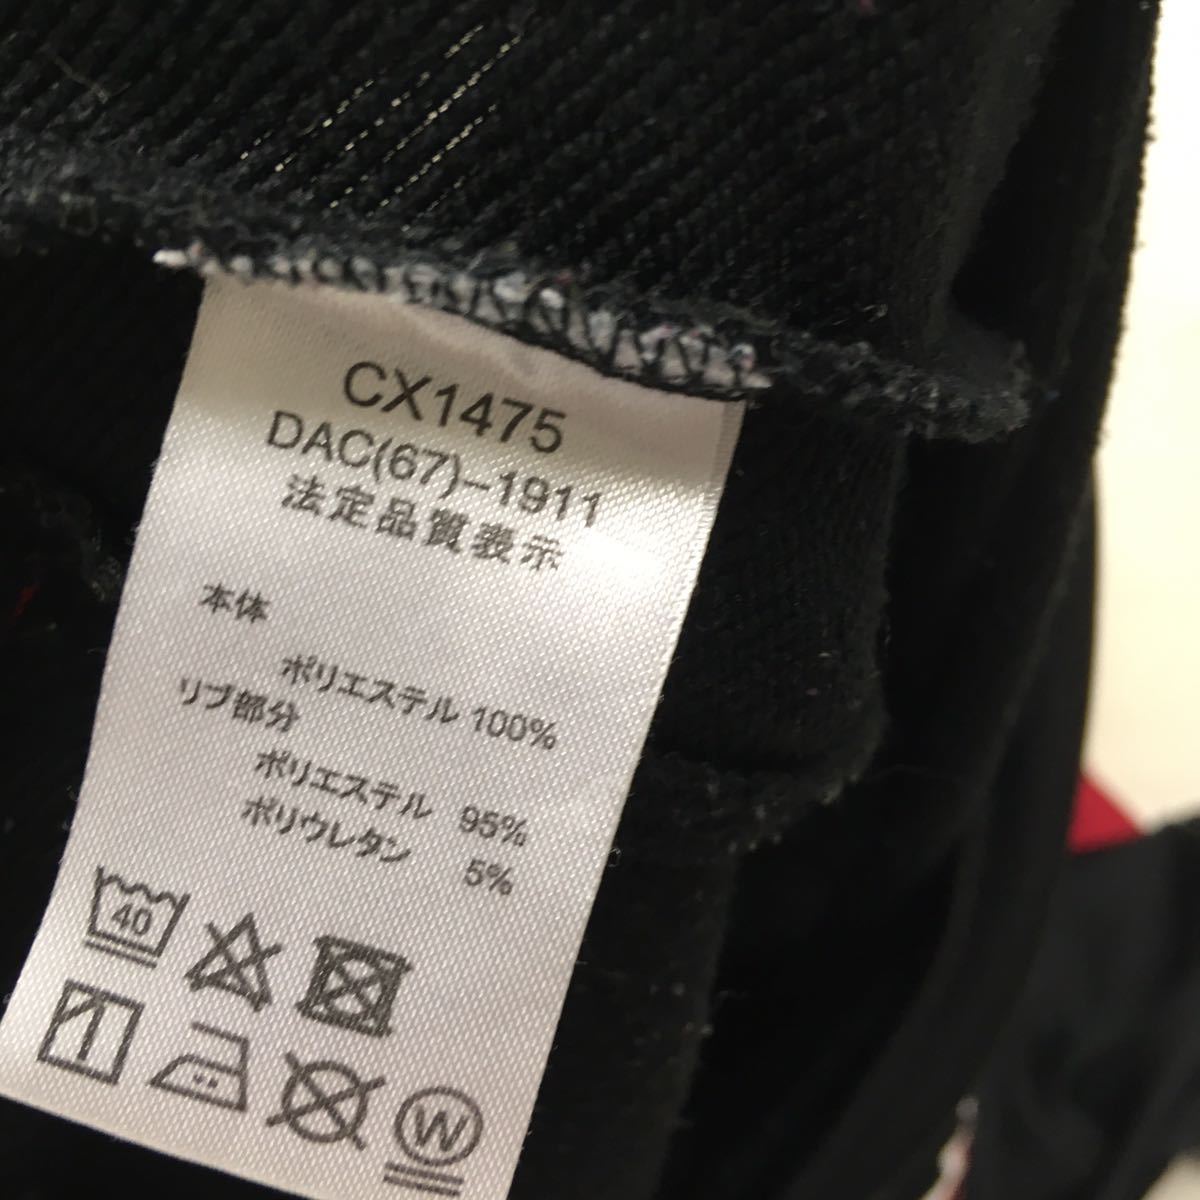 CX1475
DAC(67)-1911
法定品質表示
本体
ポリエステル 100%
リブ部分
ポリエステル 95%
ポリウレタン 5%
40
W